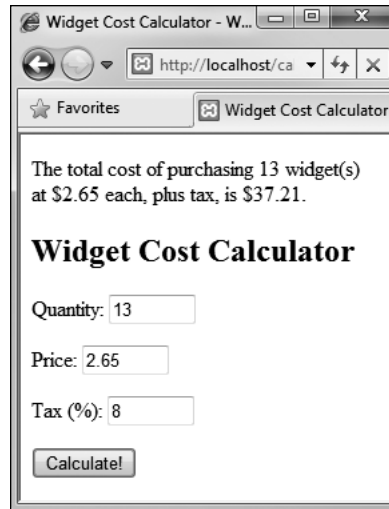 Widget Cost Calculator - W...
http://localhost/ca
Favorites
Widget Cost Calculator
The total cost of purchasing 13 widget(s)
at $2.65 each, plus tax, is $37.21.
Widget Cost Calculator
Quantity: 13
Price: 2.65
Tax (%): 8
Calculate!